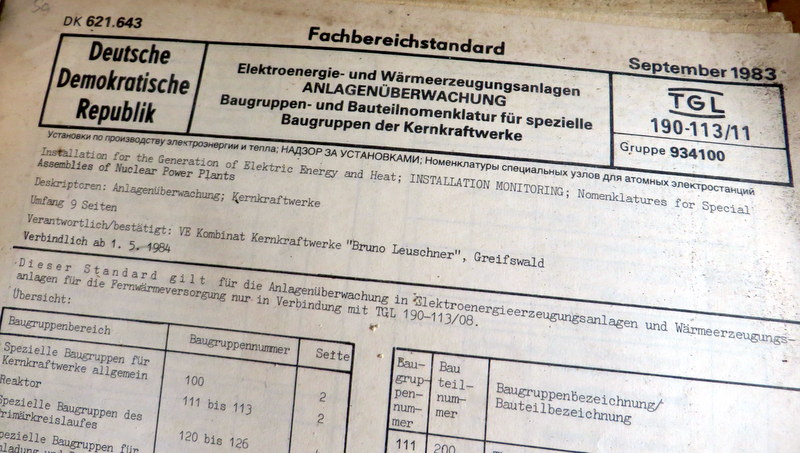 DK 621.643
Fachbereichstandard
September 1983
Deutsche
Demokratische
Republik
Elektroenergie- und Wärmeerzeugungsanlagen
ANLAGENÜBERWACHUNG
Baugruppen- und Bauteilnomenklatur für spezielle
Baugruppen der Kernkraftwerke
TGL
190-113/11
Gruppe 934100
Установки по производству электроэнергии и тепла; НАДЗОР ЗА УСТАНОВКАМИ; Номенклатуры специальных узлов для атомных электростанций
Installation for the Generation of Elektric Energy and Heat; INSTALLATION MONITORING; Nomenklatures for Special
Assemblies of Nuclear Power Plants
Deskriptoren: Anlagenüberwachung; Kernkraftwerke
Umfang 9 Seiten
Verantwortlich/bestätigt: VE Kombinat Kernkraftwerke "Bruno Leuschner", Greifswald
Verbindlich ab 1. 5. 1984
Dieser Standard gilt für die Anlagenüberwachung in Elektroenergieerzeugungsanlagen und Wärmeerzeugungs-
anlagen für die Fernwärmeversorgung nur in Verbindung mit TGL 190-113/08.
Übersicht:
Baugruppenbereich Baugruppennummer Seite
Spezielle Baugruppen für
Kernkraftwerke allgemein 100 2
Reaktor 111 bis 113 2
Spezielle Baugruppen des
Primärkreislaufes 120 bis 126
Spezielle Baugruppen für
Bau-
grup-
pen-
num-
mer
Bau
teil-
num-
mer
Baugruppenbezeichnung/
Bauteilbezeichnung
111 200